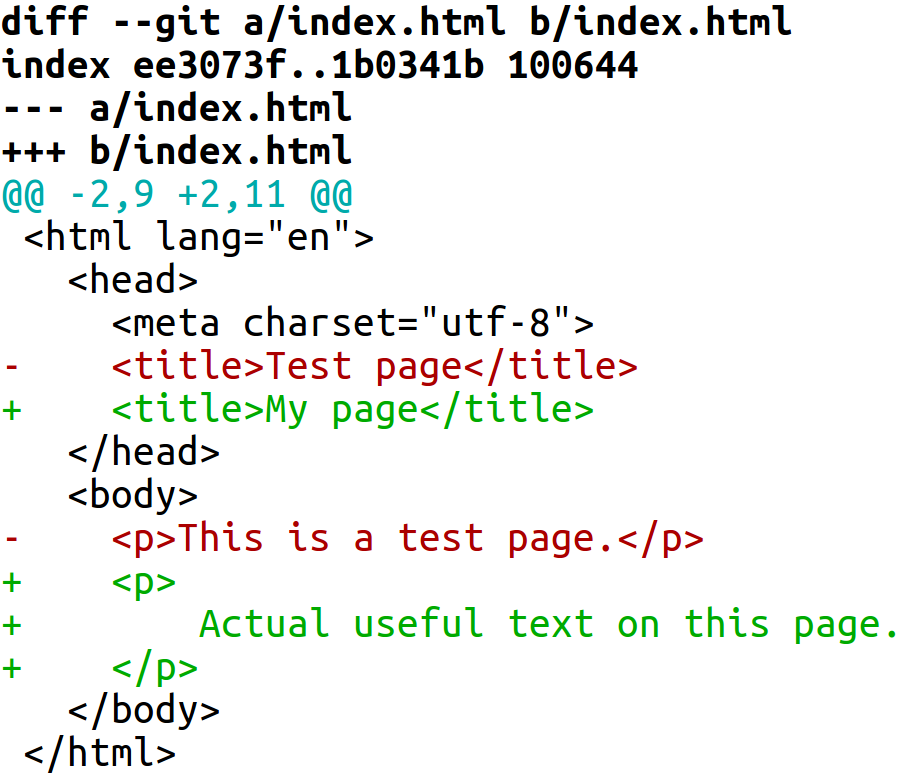 diff --git a/index.html b/index.html
index ee3073f..1b0341b 100644
--- a/index.html
+++ b/index.html
@@ -2,9 +2,11 @@
 <html lang="en">
   <head>
     <meta charset="utf-8">
-    <title>Test page</title>
+    <title>My page</title>
   </head>
   <body>
-    <p>This is a test page.</p>
+    <p>
+        Actual useful text on this page.
+    </p>
   </body>
 </html>